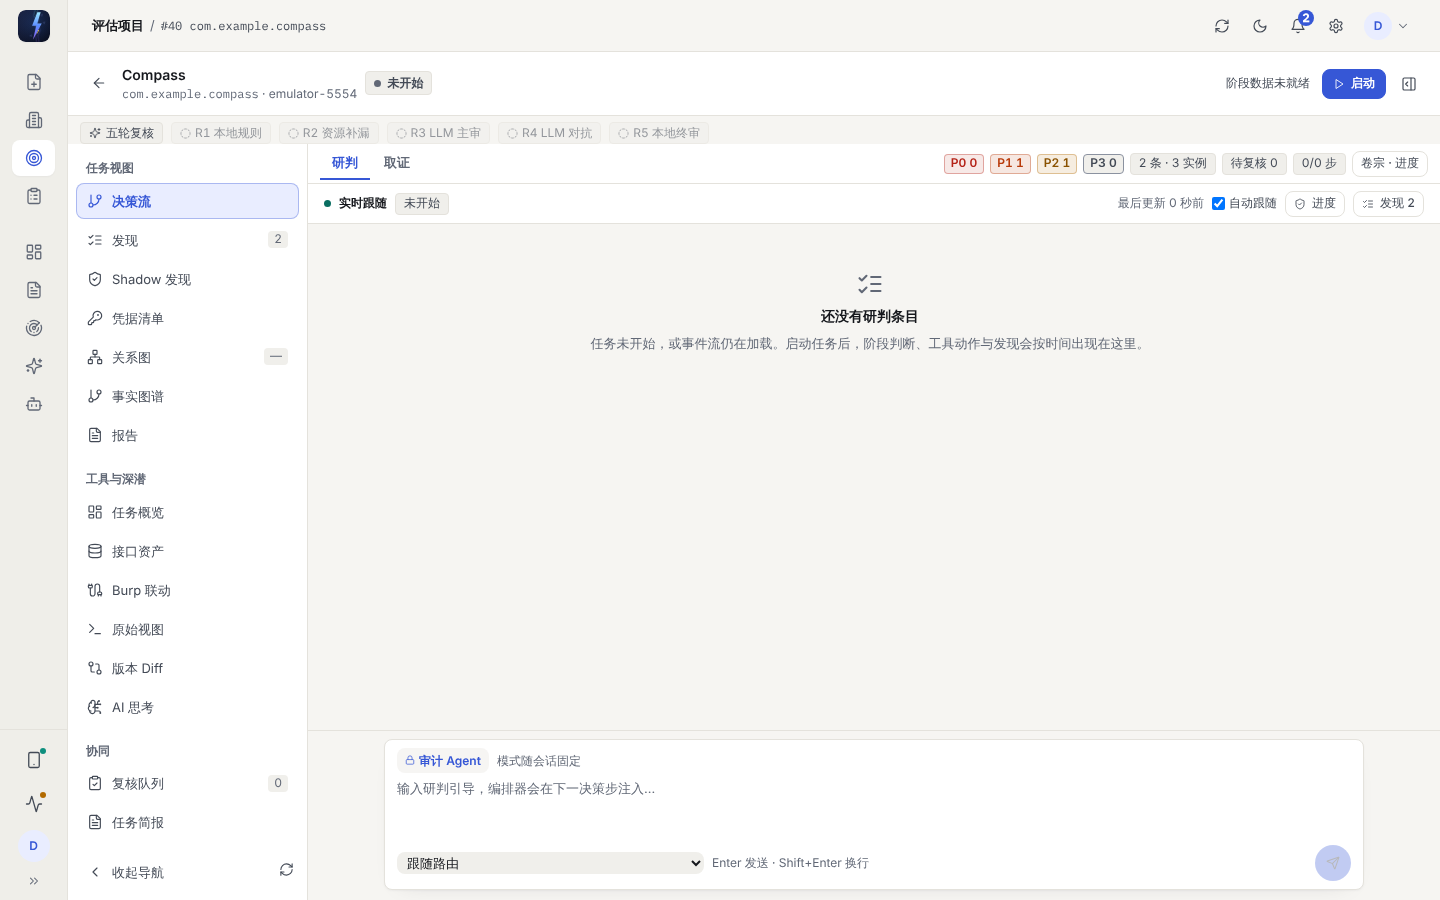 评估项目 / #40 com.example.compass
2
D
Compass
com.example.compass · emulator-5554
未开始
阶段数据未就绪
启动
五轮复核
R1 本地规则
R2 资源补漏
R3 LLM 主审
R4 LLM 对抗
R5 本地终审
任务视图
决策流
发现 2
Shadow 发现
凭据清单
关系图 —
事实图谱
报告
工具与深潜
任务概览
接口资产
Burp 联动
原始视图
版本 Diff
AI 思考
协同
复核队列 0
任务简报
收起导航
D
研判 取证
P0 0
P1 1
P2 1
P3 0
2 条 · 3 实例
待复核 0
0/0 步
卷宗 · 进度
实时跟随 未开始
最后更新 0 秒前
自动跟随
进度
发现 2
还没有研判条目
任务未开始，或事件流仍在加载。启动任务后，阶段判断、工具动作与发现会按时间出现在这里。
审计 Agent 模式随会话固定
输入研判引导，编排器会在下一决策步注入...
跟随路由
Enter 发送 · Shift+Enter 换行